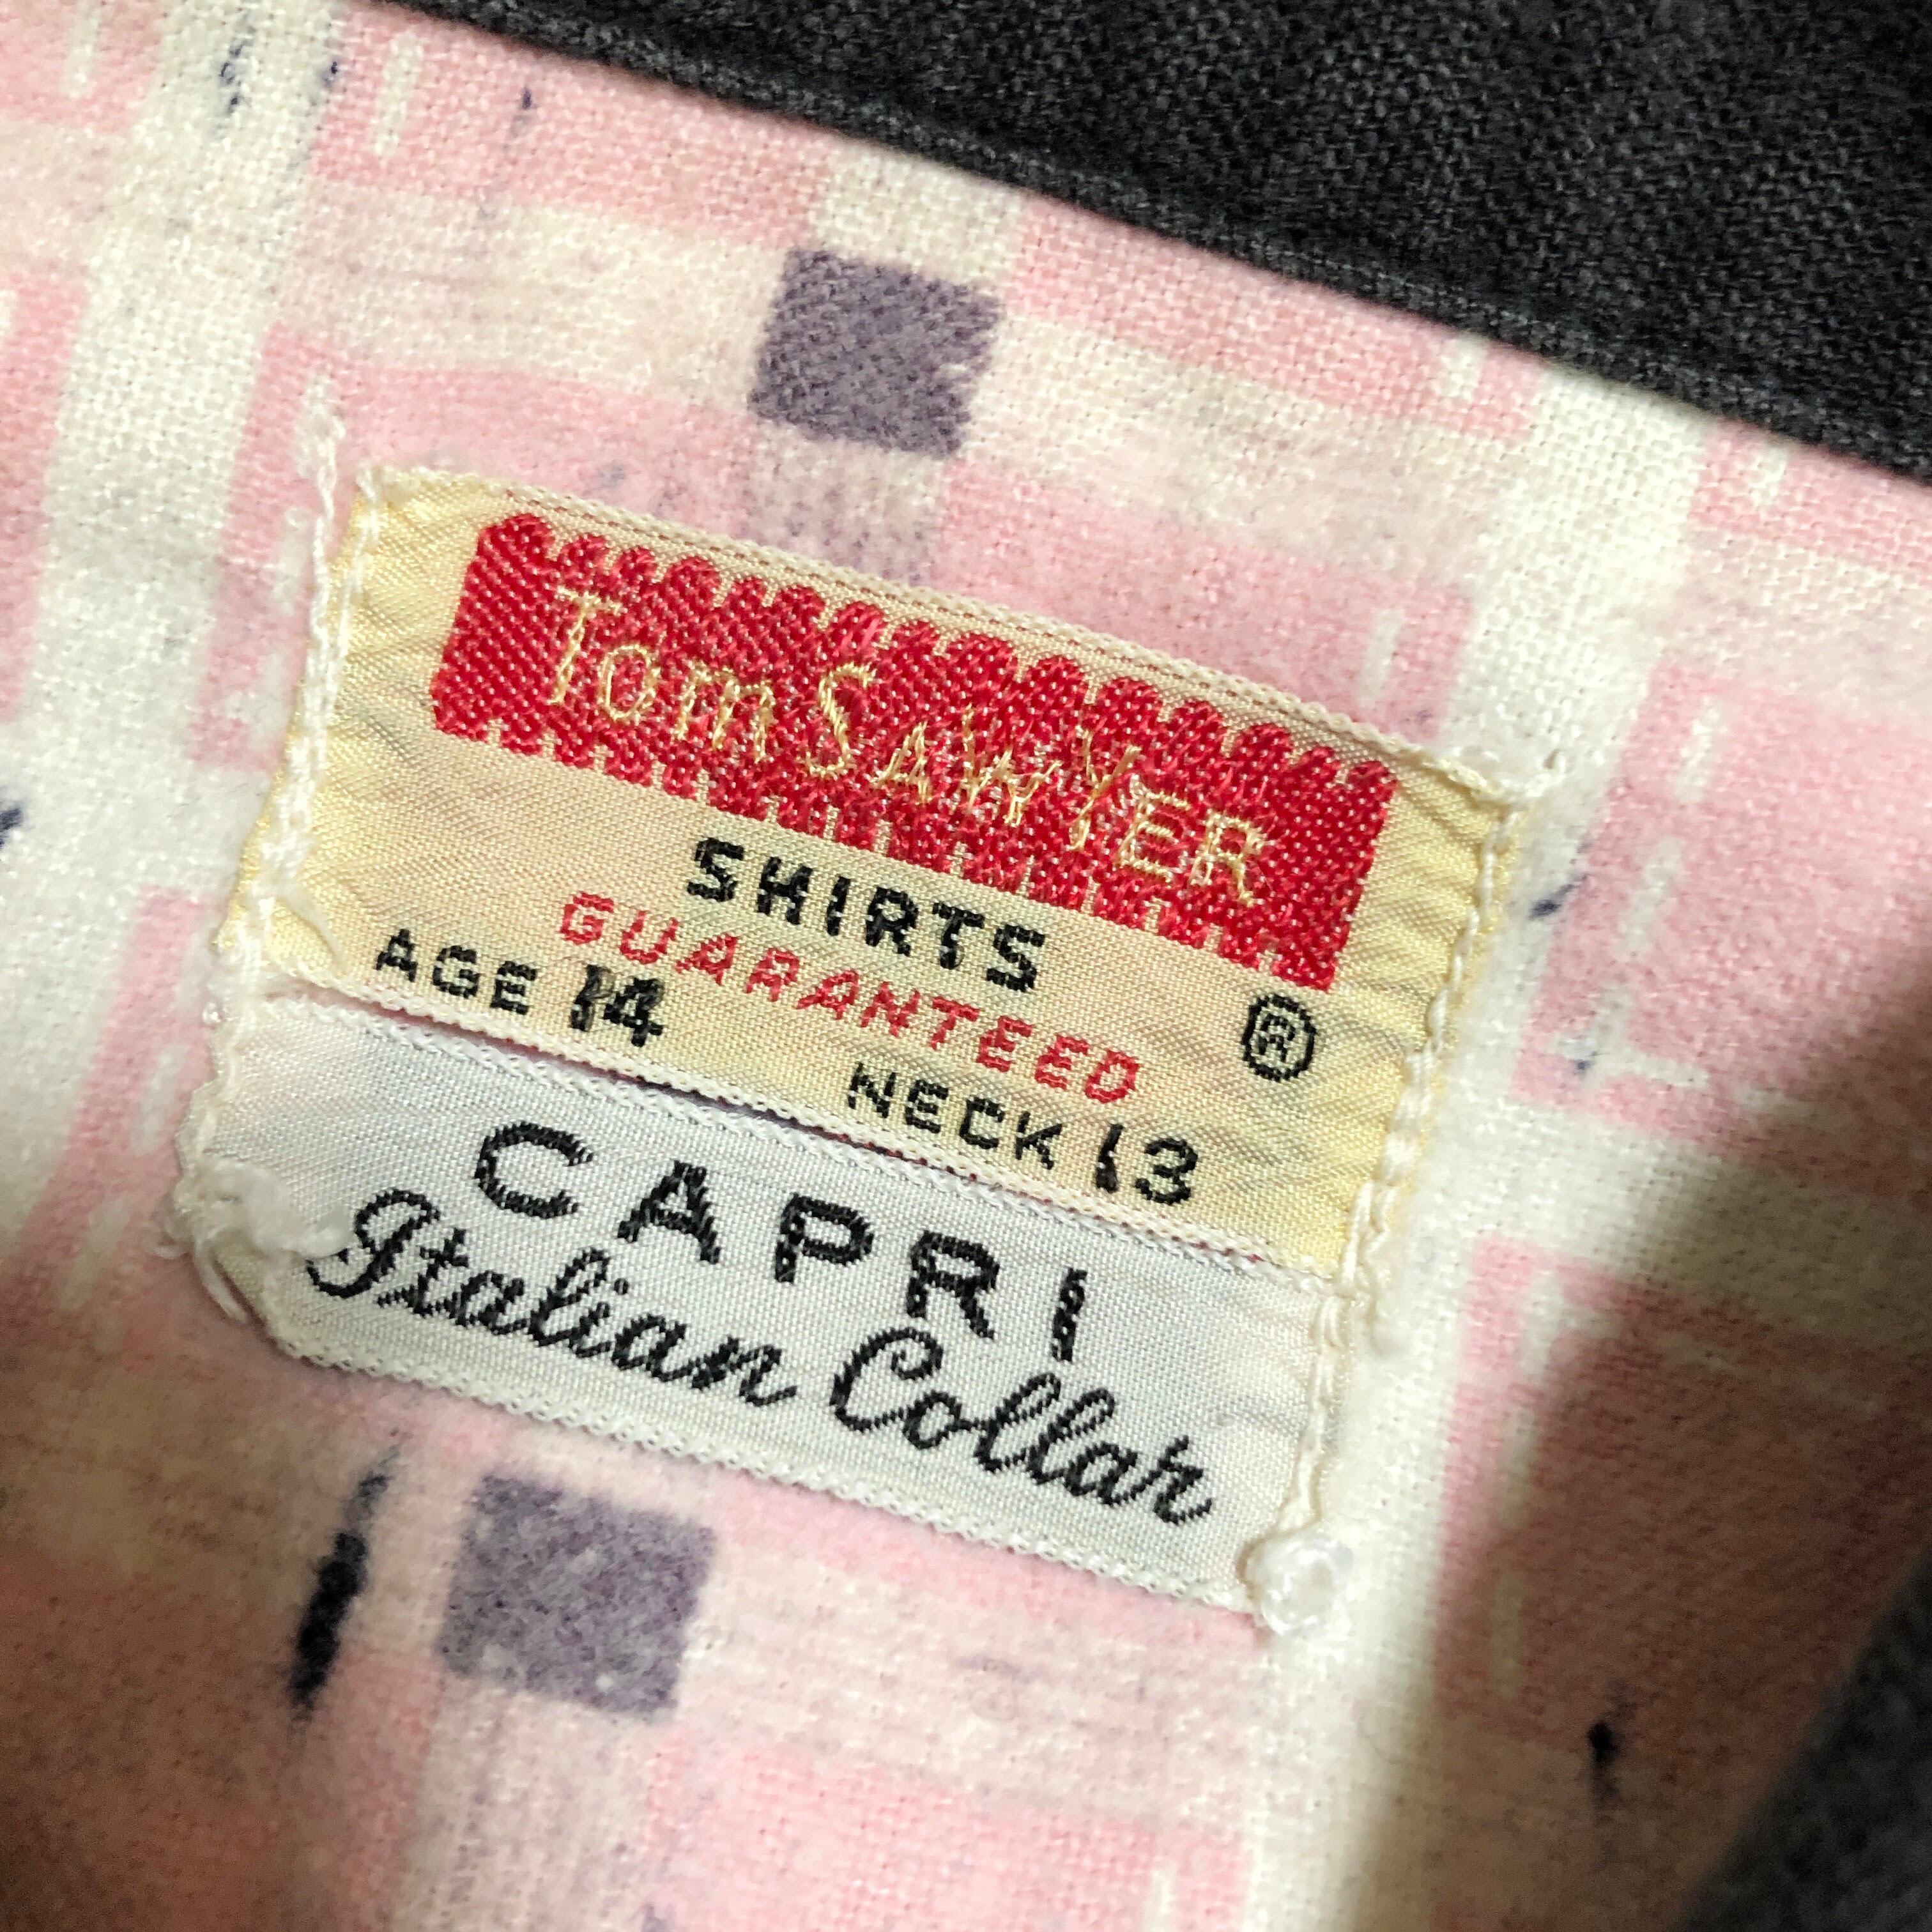 Tom SAWYER
SHIRTS
GUARANTEED
®
AGE 14 NECK 13
CAPRI
Italian Collar